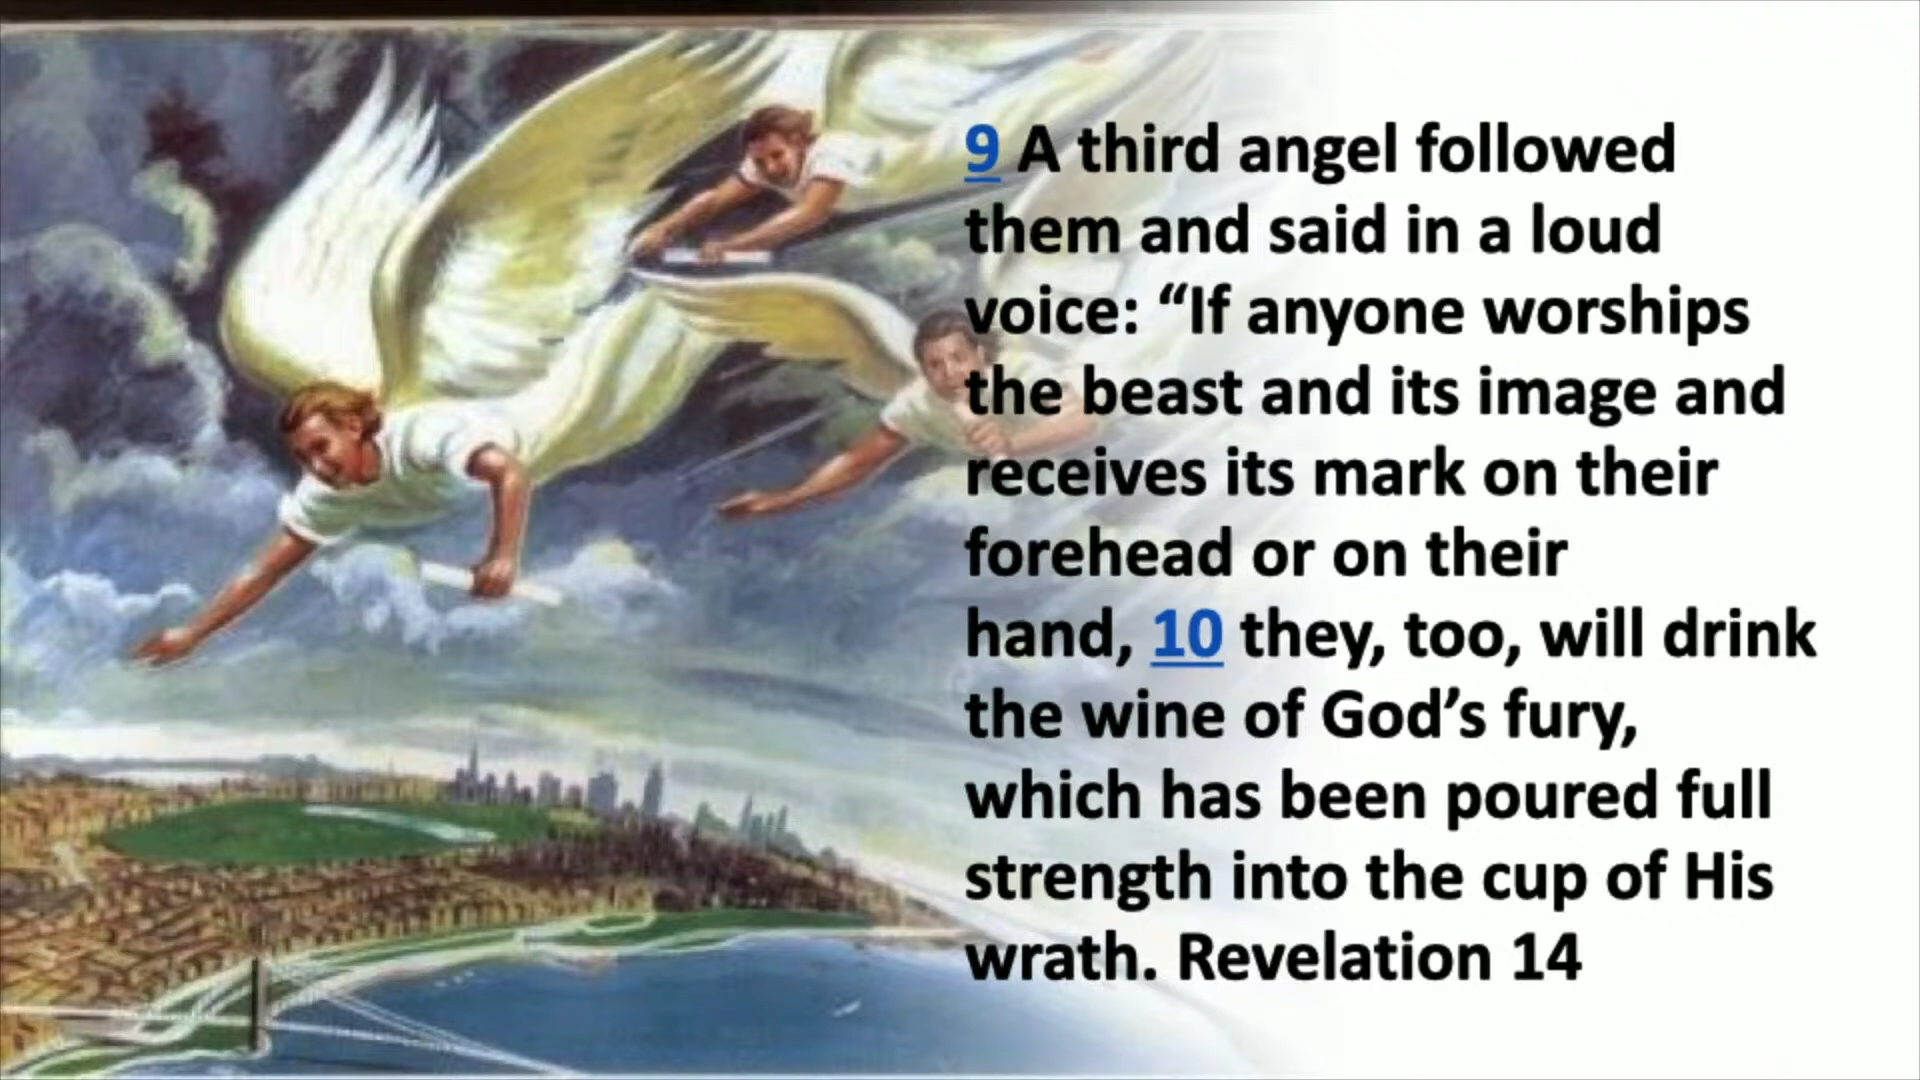 9 A third angel followed
them and said in a loud
voice: “If anyone worships
the beast and its image and
receives its mark on their
forehead or on their
hand, 10 they, too, will drink
the wine of God’s fury,
which has been poured full
strength into the cup of His
wrath. Revelation 14